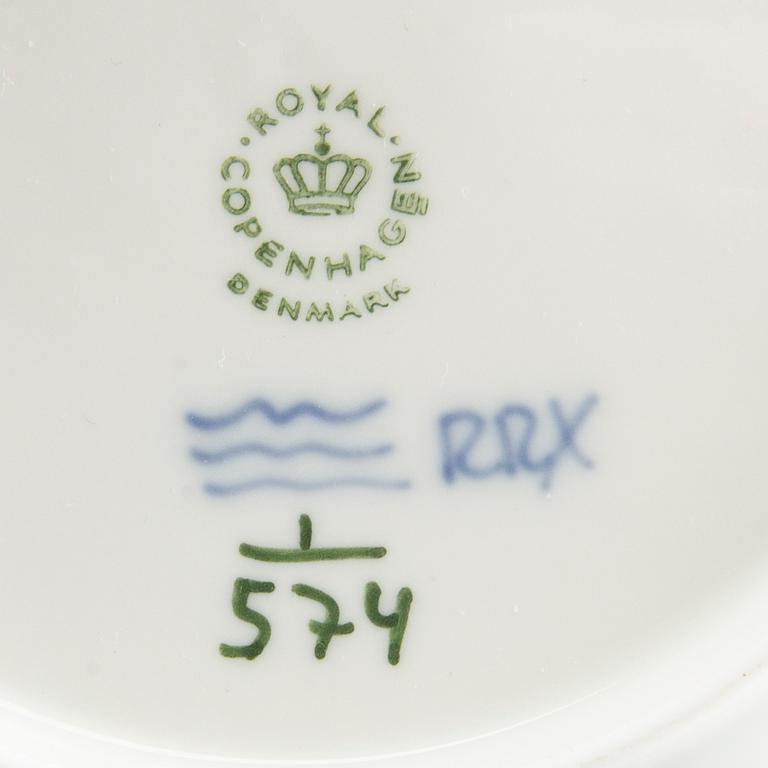 ROYAL
COPENHAGEN
DENMARK
RRX
1
574